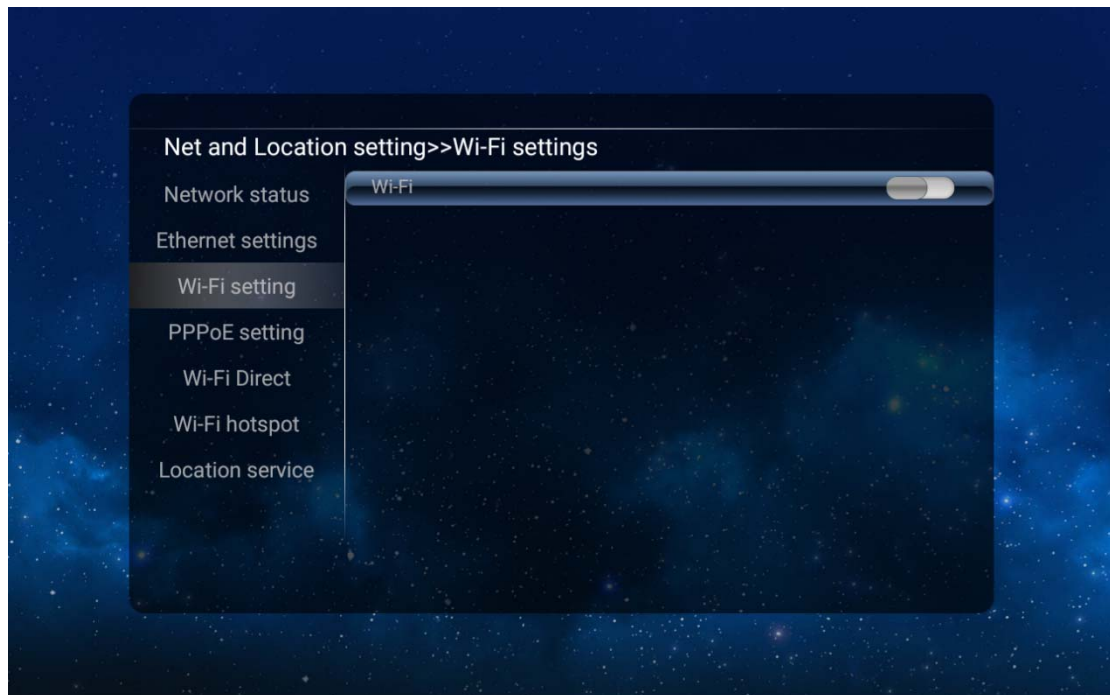 Net and Location setting>>Wi-Fi settings
Network status
Wi-Fi
Ethernet settings
Wi-Fi setting
PPPoE setting
Wi-Fi Direct
Wi-Fi hotspot
Location service